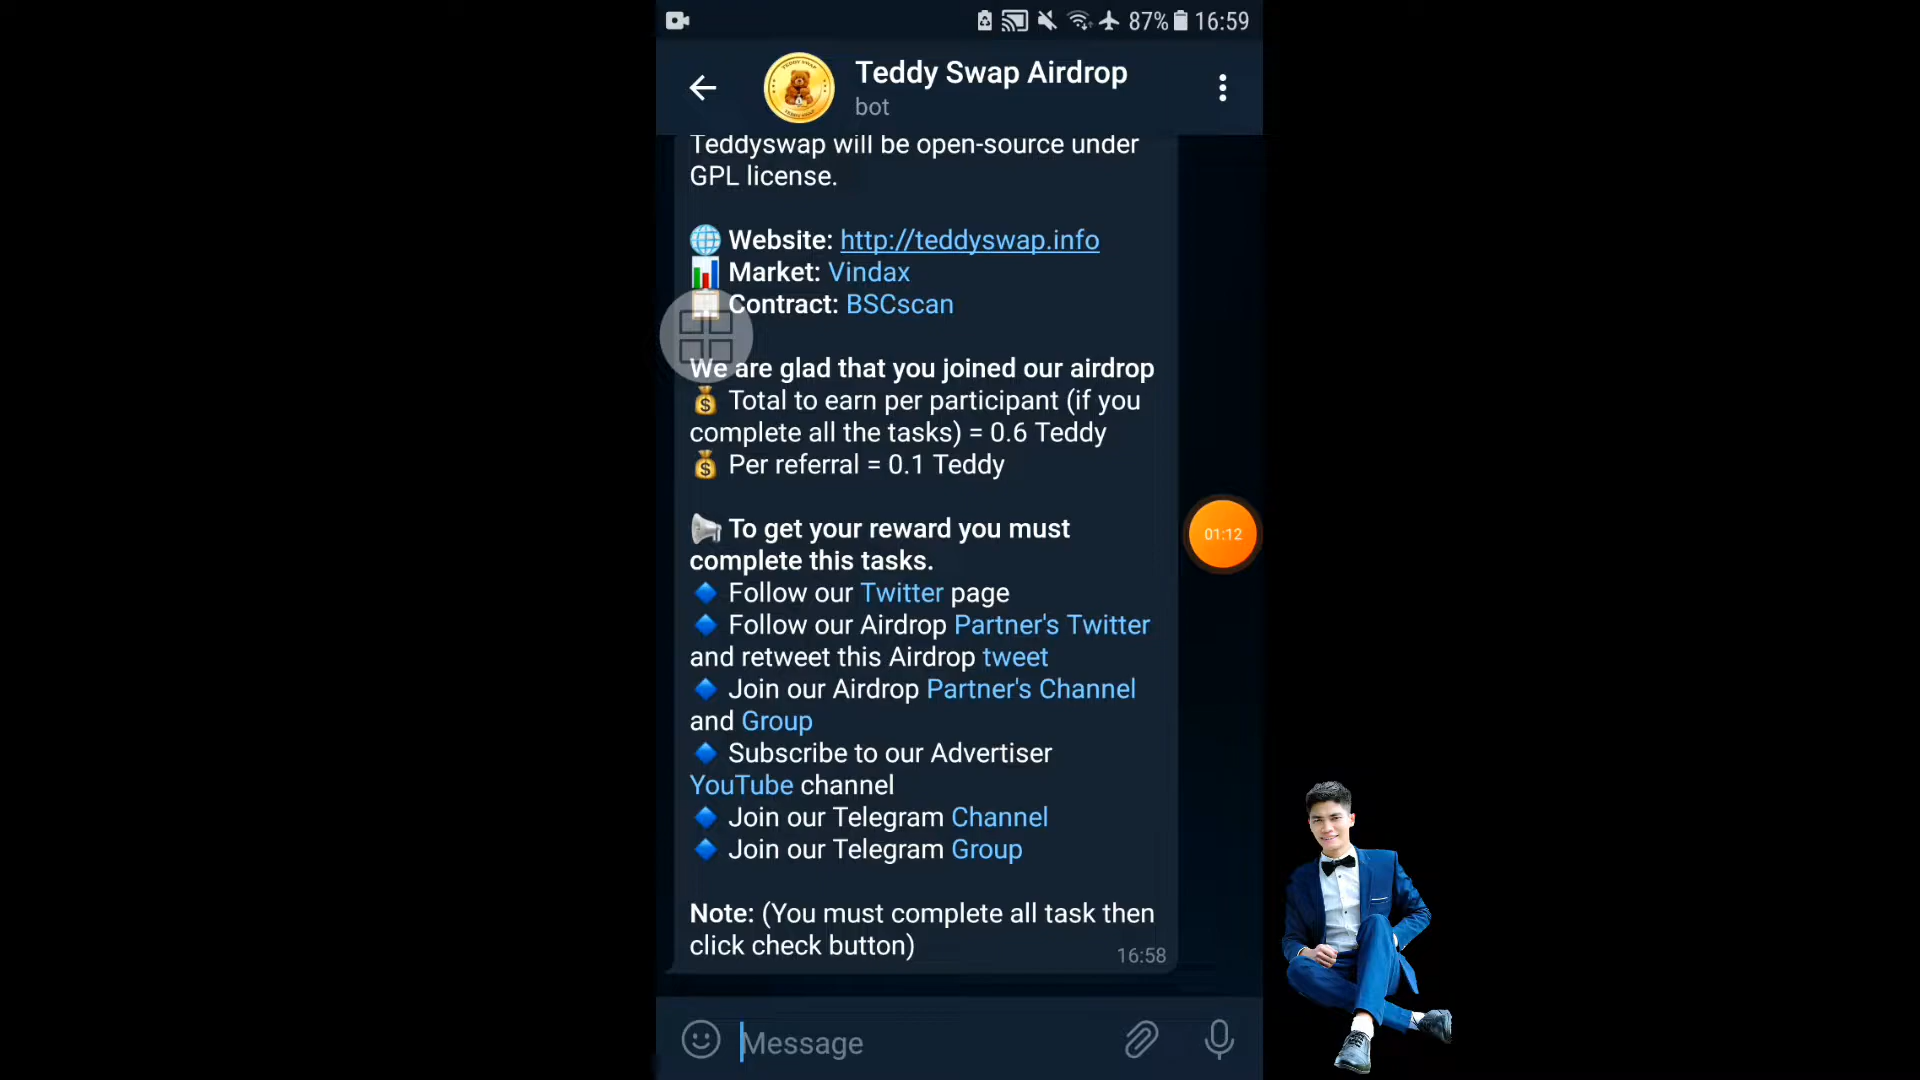 87% 16:59
Teddy Swap Airdrop
bot
Teddyswap will be open-source under
GPL license.
Website: http://teddyswap.info
Market: Vindax
Contract: BSCscan
We are glad that you joined our airdrop
Total to earn per participant (if you
complete all the tasks) = 0.6 Teddy
Per referral = 0.1 Teddy
To get your reward you must
complete this tasks.
Follow our Twitter page
Follow our Airdrop Partner's Twitter
and retweet this Airdrop tweet
Join our Airdrop Partner's Channel
and Group
Subscribe to our Advertiser
YouTube channel
Join our Telegram Channel
Join our Telegram Group
Note: (You must complete all task then
click check button)
16:58
01:12
Message